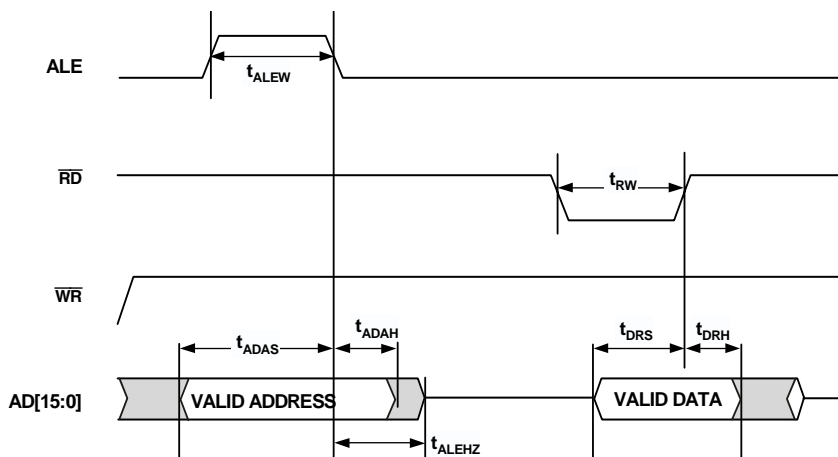 ALE
tALEW
RD
tRW
WR
tADAS
tADAH
tDRS
tDRH
AD[15:0]
VALID ADDRESS
VALID DATA
tALEHZ